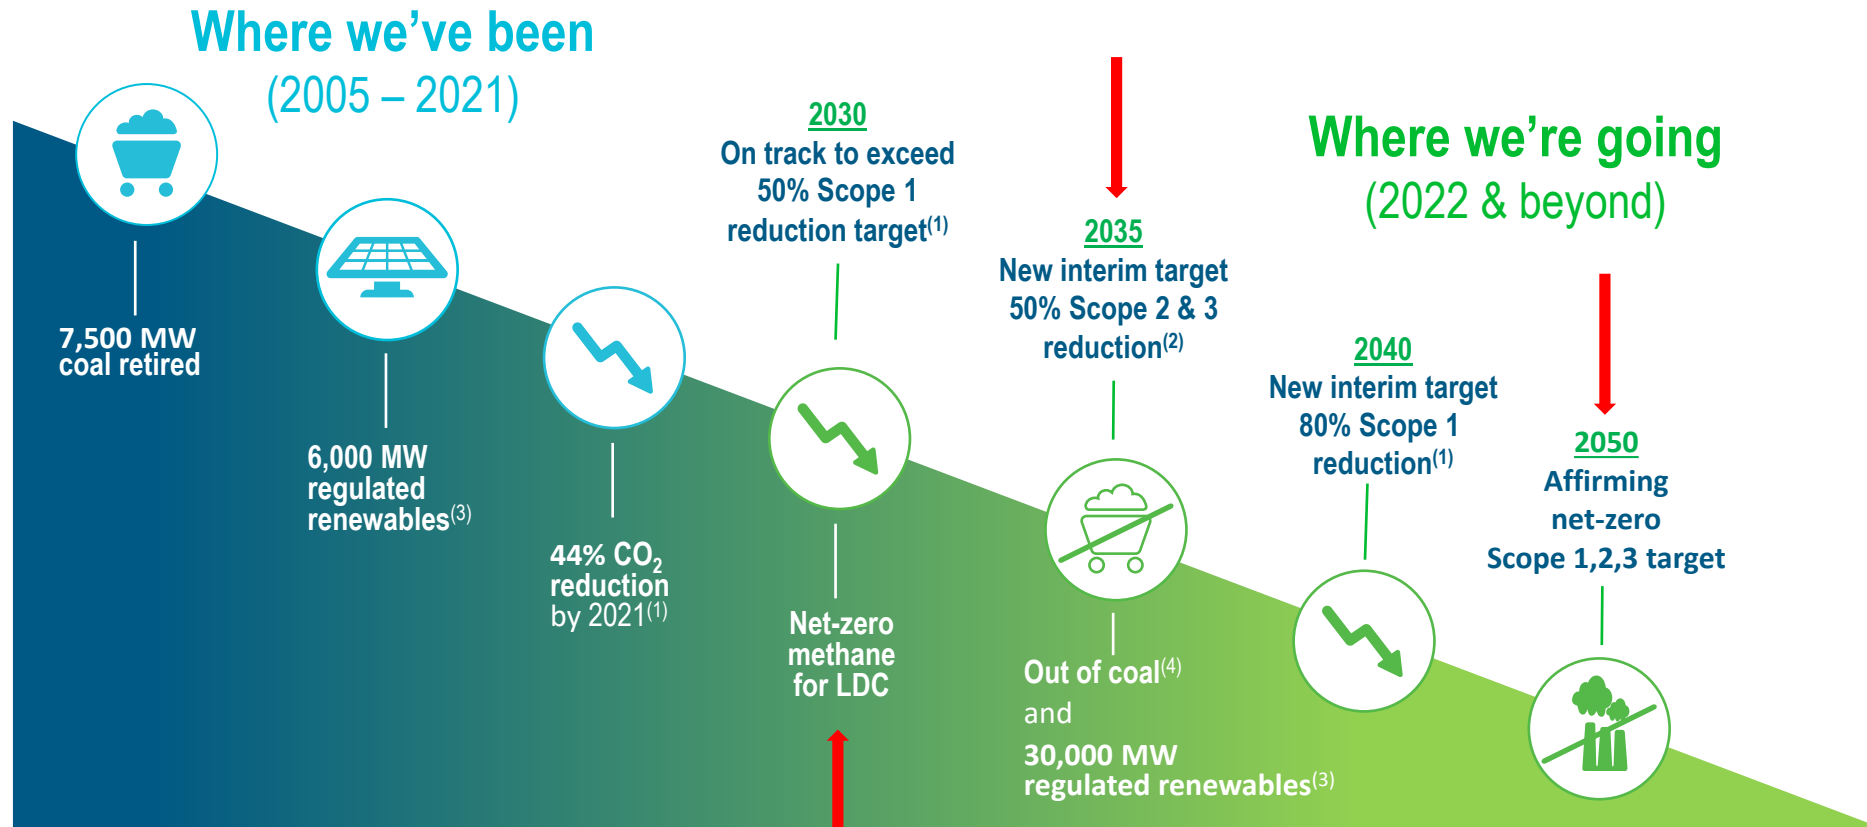 Where we've been
(2005 – 2021)
7,500 MW
coal retired
6,000 MW
regulated
renewables(3)
44% CO2
reduction
by 2021(1)
2030
On track to exceed
50% Scope 1
reduction target(1)
Net-zero
methane
for LDC
2035
New interim target
50% Scope 2 & 3
reduction(2)
Out of coal(4)
and
30,000 MW
regulated renewables(3)
Where we're going
(2022 & beyond)
2040
New interim target
80% Scope 1
reduction(1)
2050
Affirming
net-zero
Scope 1,2,3 target